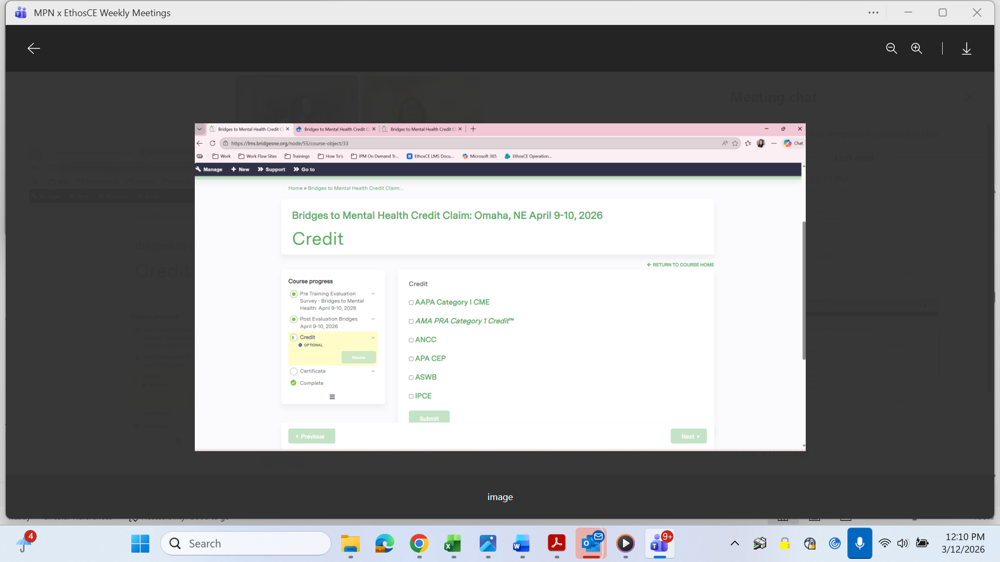 MPN x EthosCE Weekly Meetings
Meeting chat
Last read
Bridges to Mental Health Credit C
Bridges to Mental Health Credit C
Bridges to Mental Health Credit C
https://lms.bridgesne.org/node/55/course-object/33
Chat
Work
Work Flow Sites
Trainings
How To's
IPM On Demand Tr...
EthosCE LMS Docu...
Microsoft 365
EthosCE Operation...
Manage
New
Support
Go to
Home » Bridges to Mental Health Credit Claim:...
Bridges to Mental Health Credit Claim: Omaha, NE April 9-10, 2026
Credit
RETURN TO COURSE HOME
Course progress
Pre Training Evaluation
Survey - Bridges to Mental
Health: April 9-10, 2026
Post Evaluation Bridges
April 9-10, 2026
Credit
OPTIONAL
Resume
Certificate
Complete
Credit
AAPA Category I CME
AMA PRA Category 1 Credit™
ANCC
APA CEP
ASWB
IPCE
Submit
Previous
Next
image
4
Search
9+
12:10 PM
3/12/2026